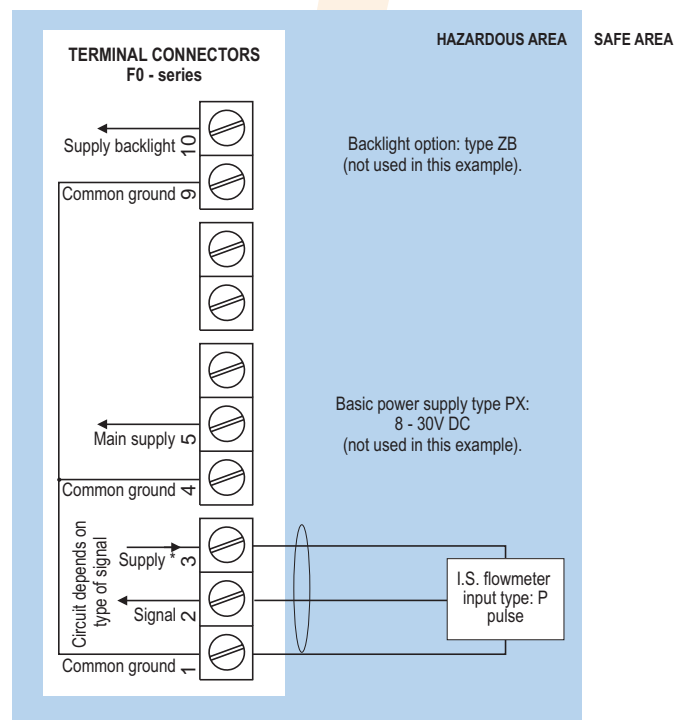 HAZARDOUS AREA
SAFE AREA
TERMINAL CONNECTORS
F0 - series
Supply backlight 10
Backlight option: type ZB
(not used in this example).
Common ground 9
Basic power supply type PX:
8 - 30V DC
(not used in this example).
Main supply 5
Common ground 4
Circuit depends on
type of signal
Supply * 3
Signal 2
Common ground 1
I.S. flowmeter
input type: P
pulse